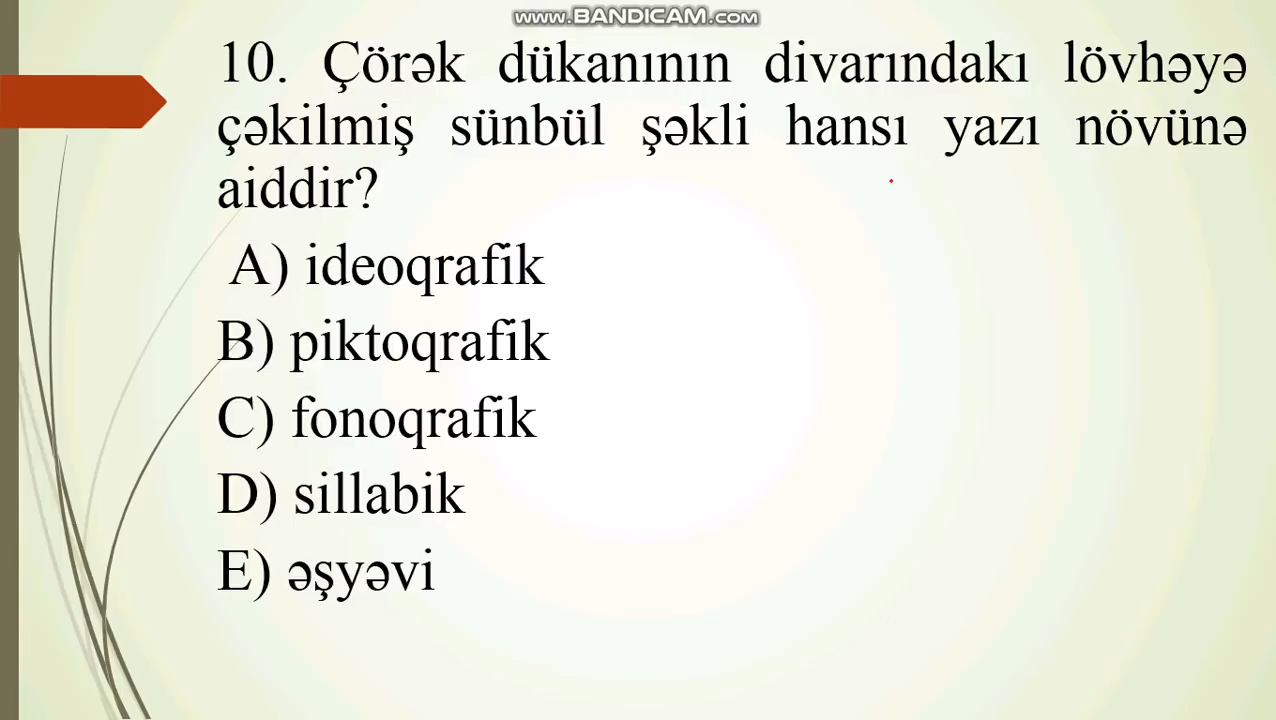 www.BANDICAM.com
10. Çörək dükanının divarındakı lövhəyə
çəkilmiş sünbül şəkli hansı yazı növünə
aiddir?
A) ideoqrafik
B) piktoqrafik
C) fonoqrafik
D) sillabik
E) əşyəvi